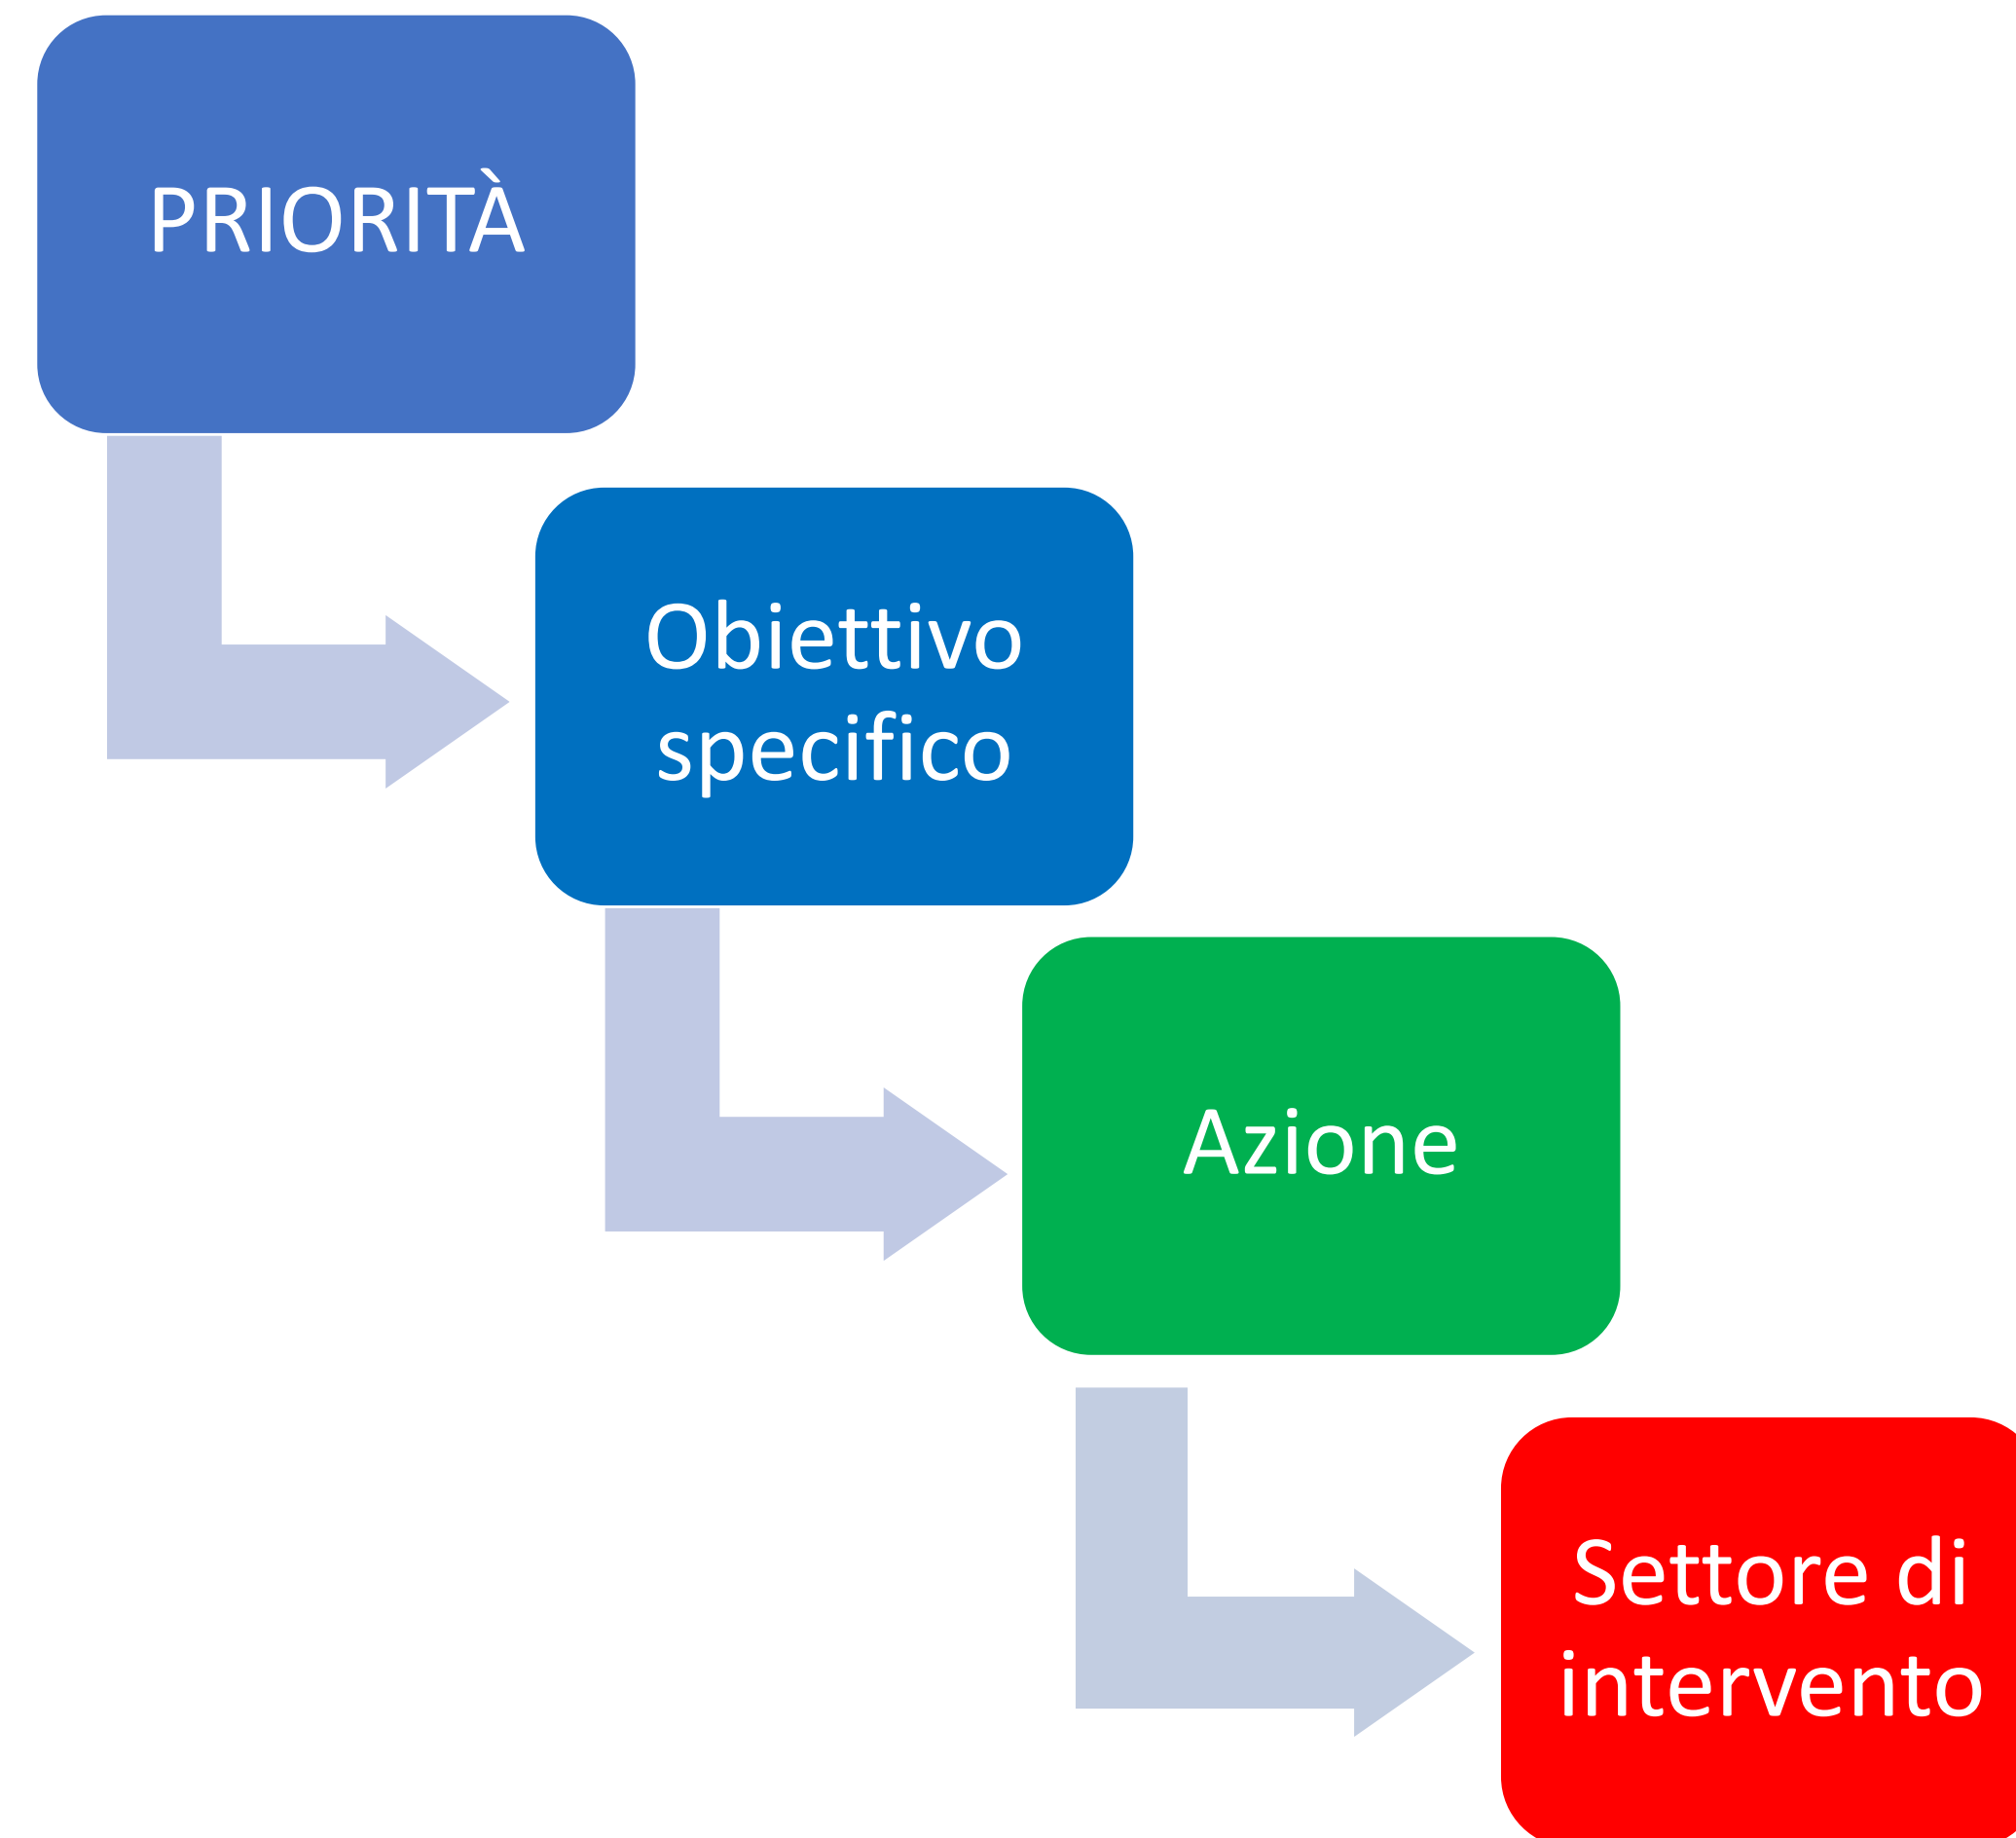 PRIORITÀ
Obiettivo
specifico
Azione
Settore di
intervento